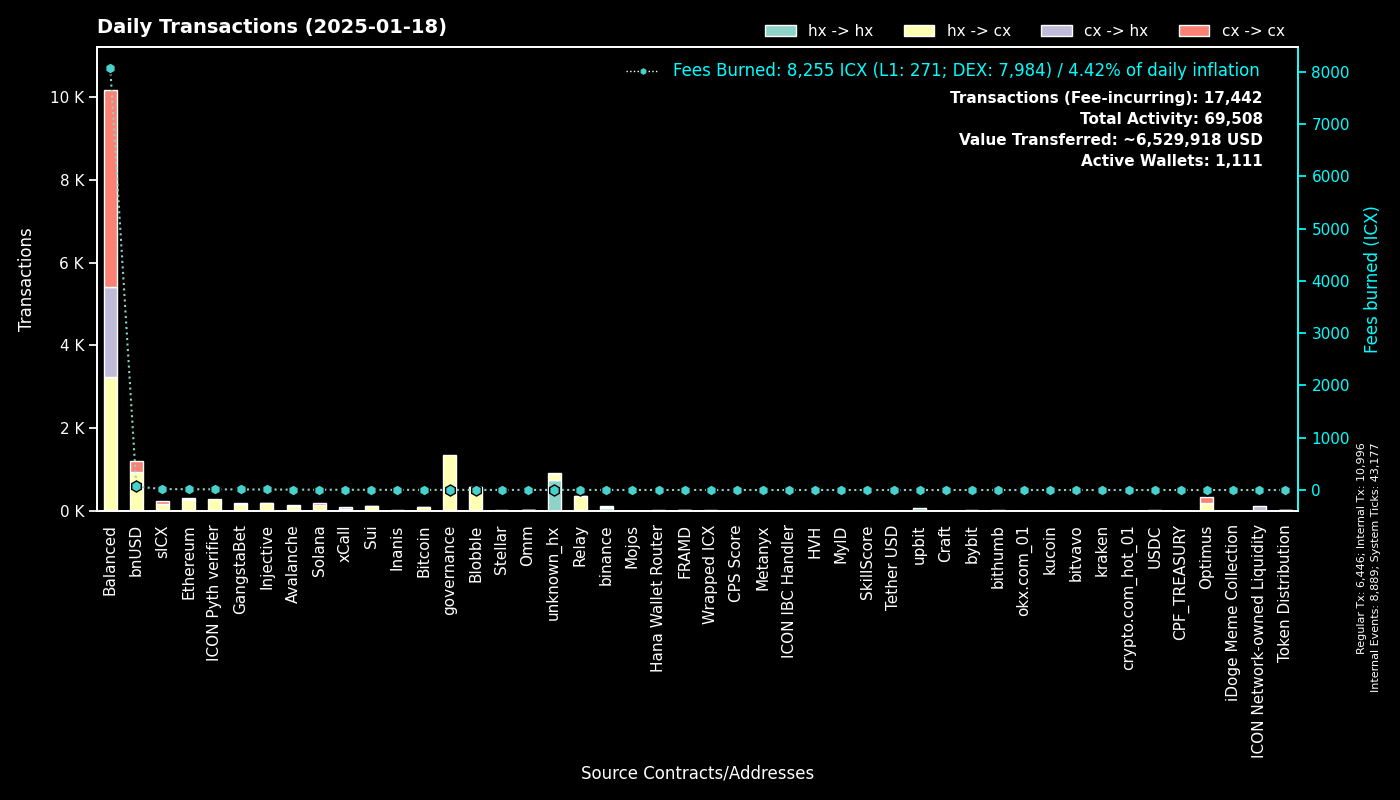 Daily Transactions (2025-01-18)
hx -> hx
hx -> cx
cx -> hx
cx -> cx
Fees Burned: 8,255 ICX (L1: 271; DEX: 7,984) / 4.42% of daily inflation
Transactions (Fee-incurring): 17,442
Total Activity: 69,508
Value Transferred: ~6,529,918 USD
Active Wallets: 1,111
Transactions
10 K
8 K
6 K
4 K
2 K
0 K
8000
7000
6000
5000
4000
3000
2000
1000
0
Fees burned (ICX)
Regular Tx: 6,446; Internal Tx: 10,996
Internal Events: 8,889; System Ticks: 43,177
Balanced
bnUSD
sICX
Ethereum
ICON Pyth verifier
GangstaBet
Injective
Avalanche
Solana
xCall
Sui
Inanis
Bitcoin
governance
Blobble
Stellar
Omm
unknown_hx
Relay
binance
Mojos
Hana Wallet Router
FRAMD
Wrapped ICX
CPS Score
Metanyx
ICON IBC Handler
HVH
MyID
SkillScore
Tether USD
upbit
Craft
bybit
bithumb
okx.com_01
kucoin
bitvavo
kraken
crypto.com_hot_01
USDC
CPF_TREASURY
Optimus
iDoge Meme Collection
ICON Network-owned Liquidity
Token Distribution
Source Contracts/Addresses